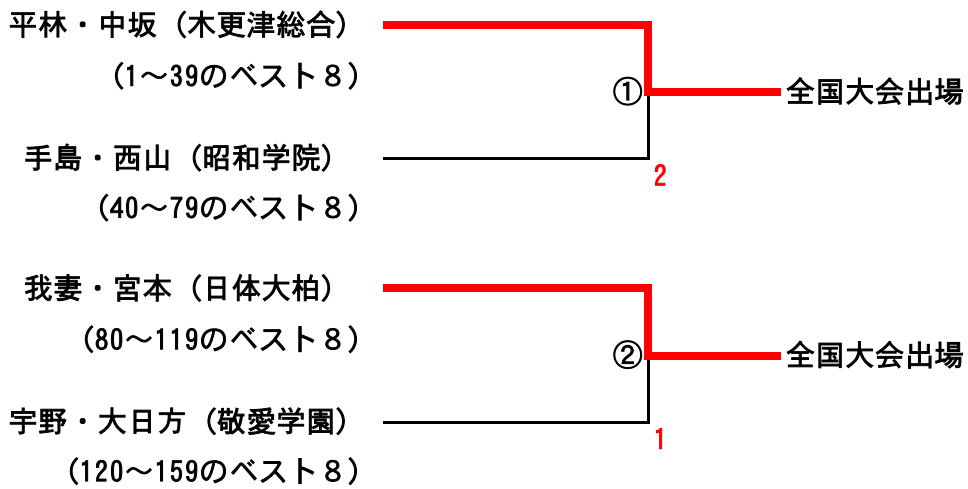 平林・中坂（木更津総合）
(1～39のベスト８)
①
全国大会出場
手島・西山（昭和学院）
2
(40～79のベスト８)
我妻・宮本（日体大柏）
(80～119のベスト８)
②
全国大会出場
宇野・大日方（敬愛学園）
1
(120～159のベスト８)